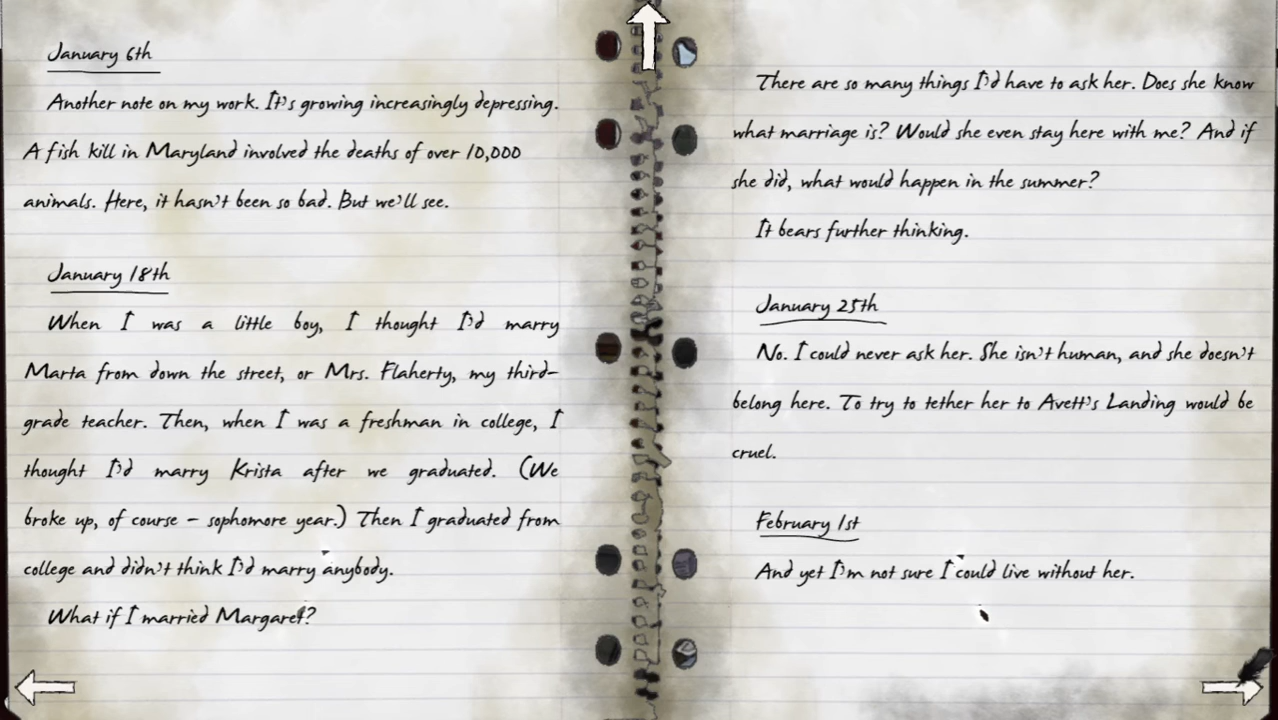 January 6th
Another note on my work. It's growing increasingly depressing.
A fish kill in Maryland involved the deaths of over 10,000
animals. Here, it hasn't been so bad. But we'll see.
January 18th
When I was a little boy, I thought I'd marry
Marta from down the street, or Mrs. Flaherty, my third-
grade teacher. Then, when I was a freshman in college, I
thought I'd marry Krista after we graduated. (We
broke up, of course - sophomore year.) Then I graduated from
college and didn't think I'd marry anybody.
What if I married Margaret?
There are so many things I'd have to ask her. Does she know
what marriage is? Would she even stay here with me? And if
she did, what would happen in the summer?
It bears further thinking.
January 25th
No. I could never ask her. She isn't human, and she doesn't
belong here. To try to tether her to Avett's Landing would be
cruel.
February 1st
And yet I'm not sure I could live without her.